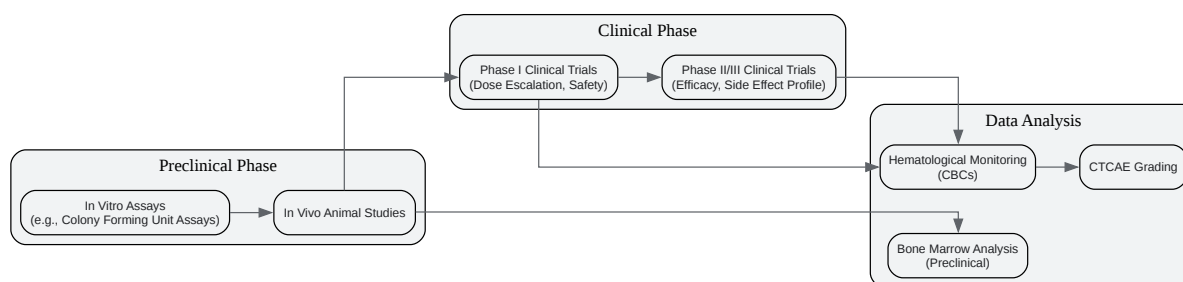 Clinical Phase
Phase I Clinical Trials
(Dose Escalation, Safety)
Phase II/III Clinical Trials
(Efficacy, Side Effect Profile)
Data Analysis
Hematological Monitoring
(CBCs)
CTCAE Grading
Preclinical Phase
In Vitro Assays
(e.g., Colony Forming Unit Assays)
In Vivo Animal Studies
Bone Marrow Analysis
(Preclinical)